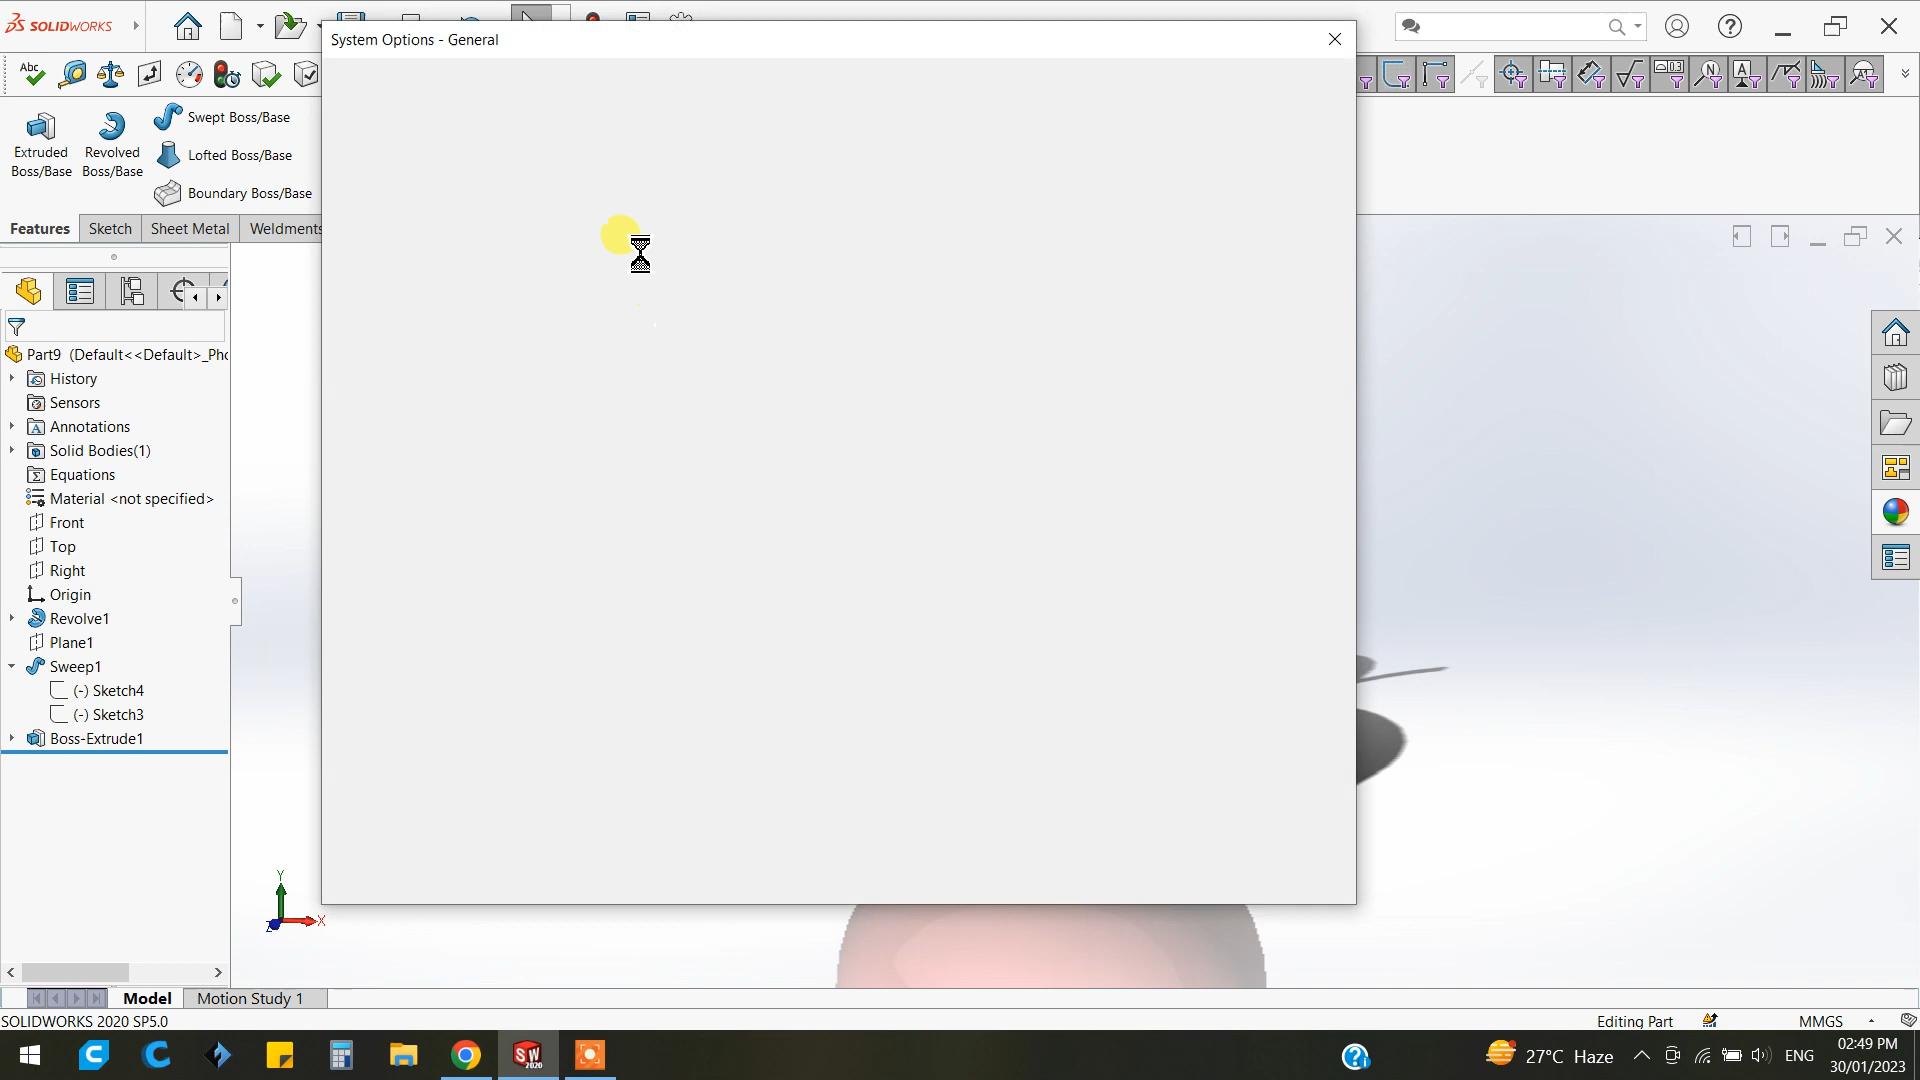 SOLIDWORKS
System Options - General
Abc
Extruded
Boss/Base
Revolved
Boss/Base
Swept Boss/Base
Lofted Boss/Base
Boundary Boss/Base
Features
Sketch
Sheet Metal
Weldments
Part9 (Default<<Default>_Pho
History
Sensors
Annotations
Solid Bodies(1)
Equations
Material <not specified>
Front
Top
Right
Origin
Revolve1
Plane1
Sweep1
(-) Sketch4
(-) Sketch3
Boss-Extrude1
Y
X
Z
Model
Motion Study 1
SOLIDWORKS 2020 SP5.0
Editing Part
MMGS
SW
2020
27°C Haze
ENG
02:49 PM
30/01/2023